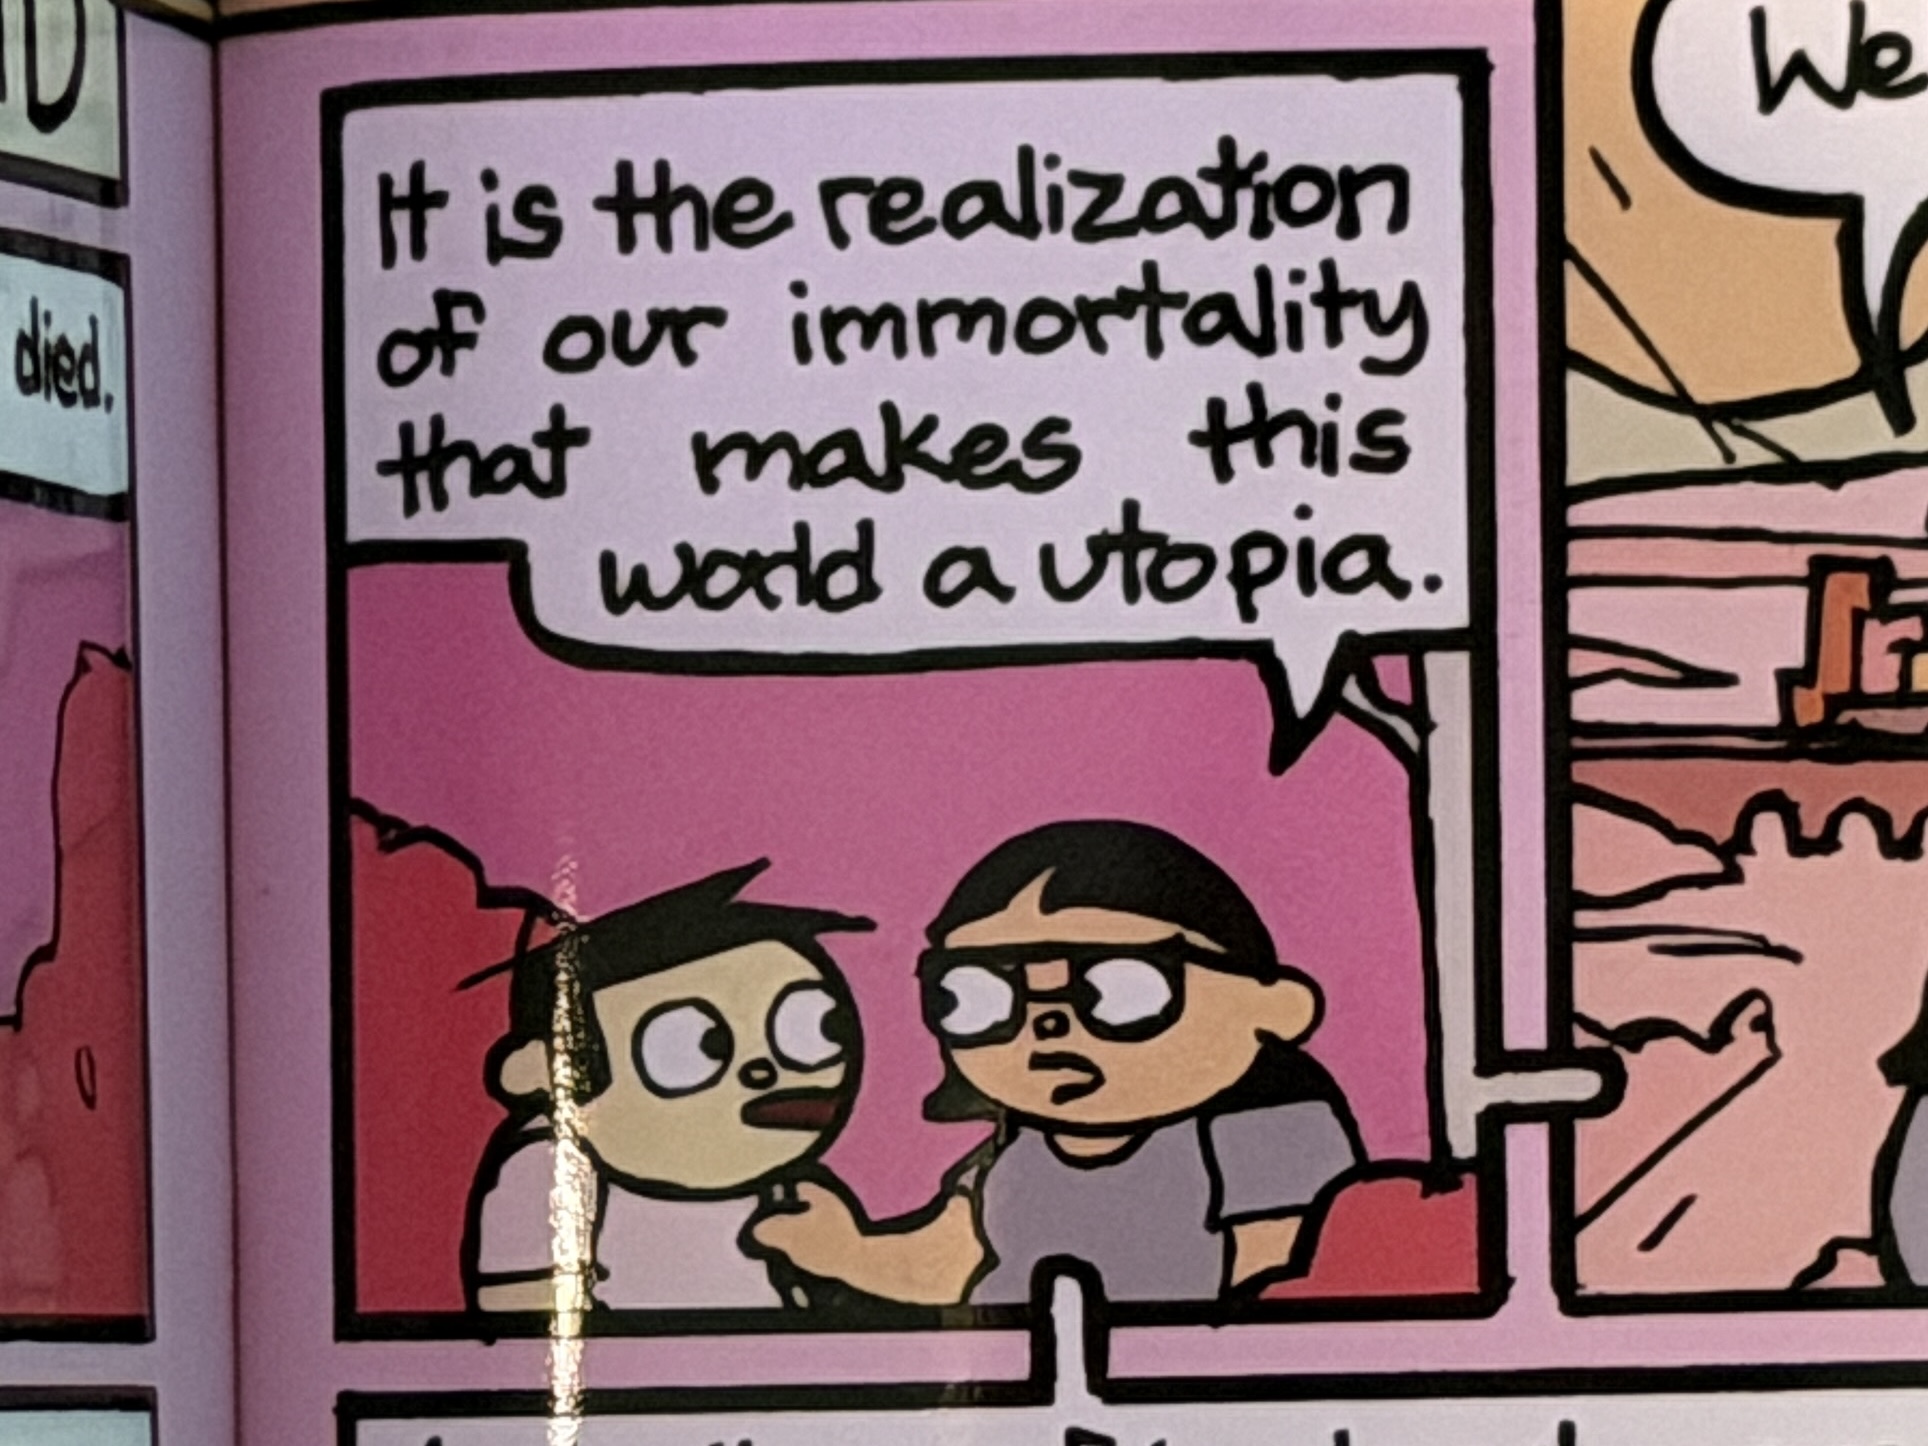 died.
It is the realization
of our immortality
that makes this
world a utopia.
We